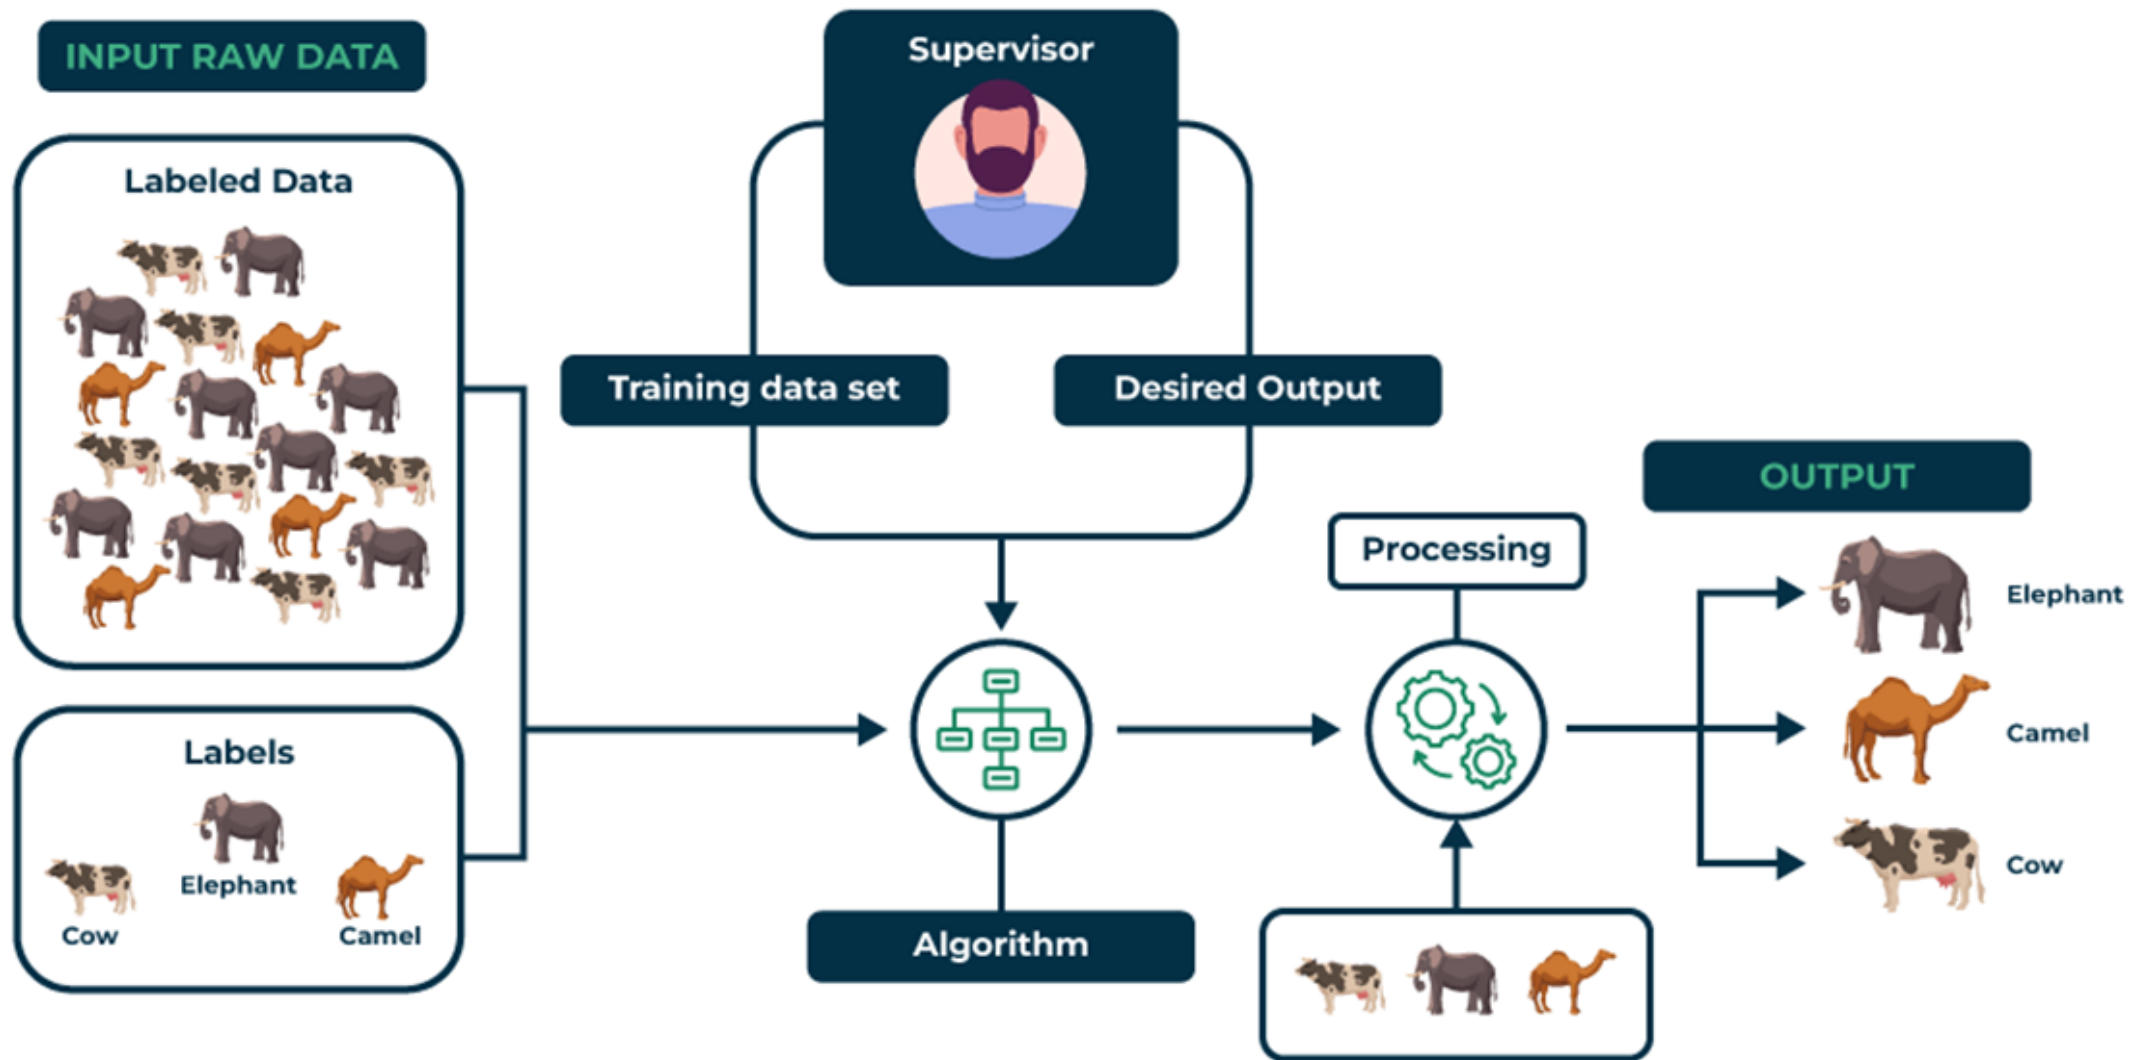 INPUT RAW DATA
Labeled Data
Labels
Elephant
Cow
Camel
Supervisor
Training data set
Desired Output
Algorithm
Processing
OUTPUT
Elephant
Camel
Cow